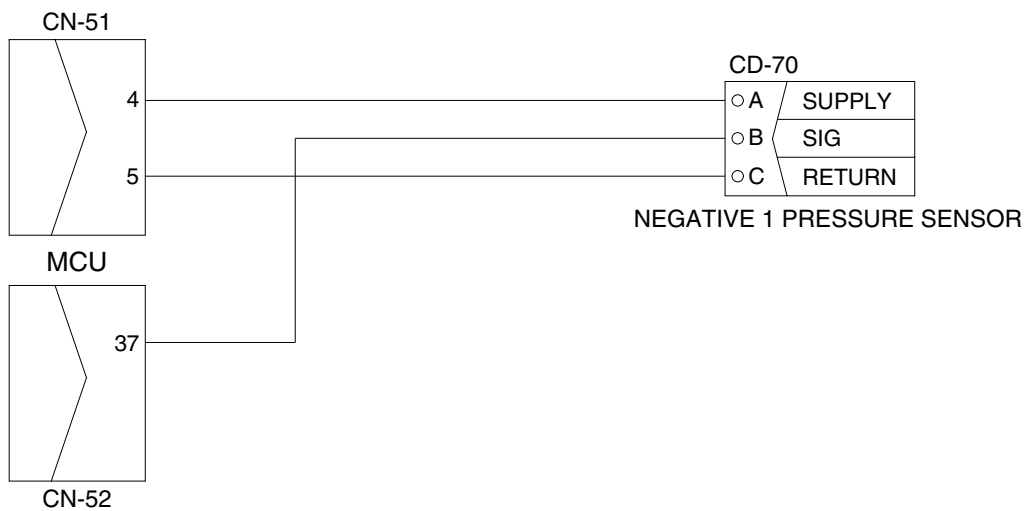 CN-51
CD-70
4
A SUPPLY
B SIG
5
C RETURN
NEGATIVE 1 PRESSURE SENSOR
MCU
37
CN-52